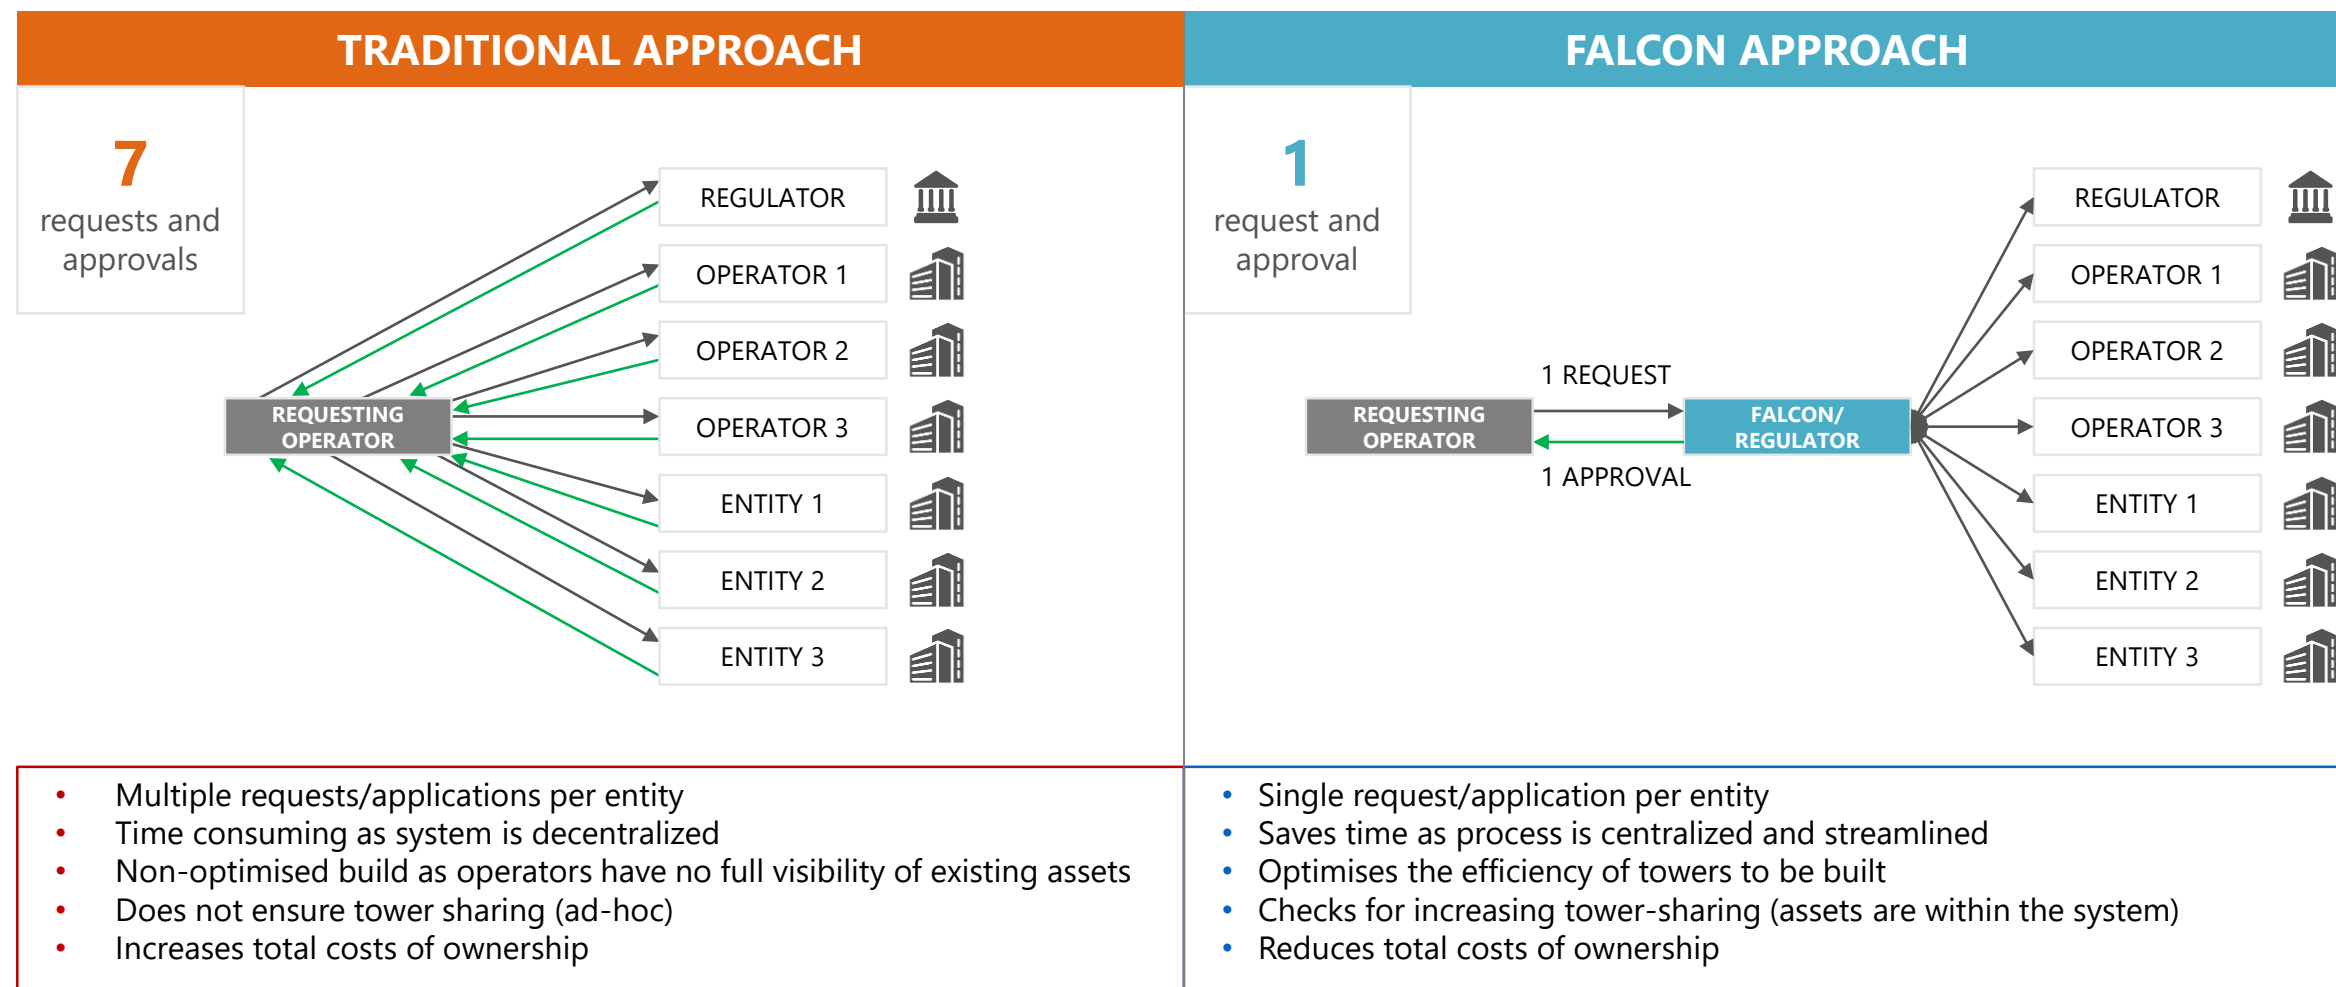 TRADITIONAL APPROACH
7
requests and
approvals
REGULATOR
OPERATOR 1
OPERATOR 2
REQUESTING
OPERATOR
OPERATOR 3
ENTITY 1
ENTITY 2
ENTITY 3
• Multiple requests/applications per entity
• Time consuming as system is decentralized
• Non-optimised build as operators have no full visibility of existing assets
• Does not ensure tower sharing (ad-hoc)
• Increases total costs of ownership
FALCON APPROACH
1
request and
approval
REQUESTING
OPERATOR
1 REQUEST
1 APPROVAL
FALCON/
REGULATOR
REGULATOR
OPERATOR 1
OPERATOR 2
OPERATOR 3
ENTITY 1
ENTITY 2
ENTITY 3
• Single request/application per entity
• Saves time as process is centralized and streamlined
• Optimises the efficiency of towers to be built
• Checks for increasing tower-sharing (assets are within the system)
• Reduces total costs of ownership